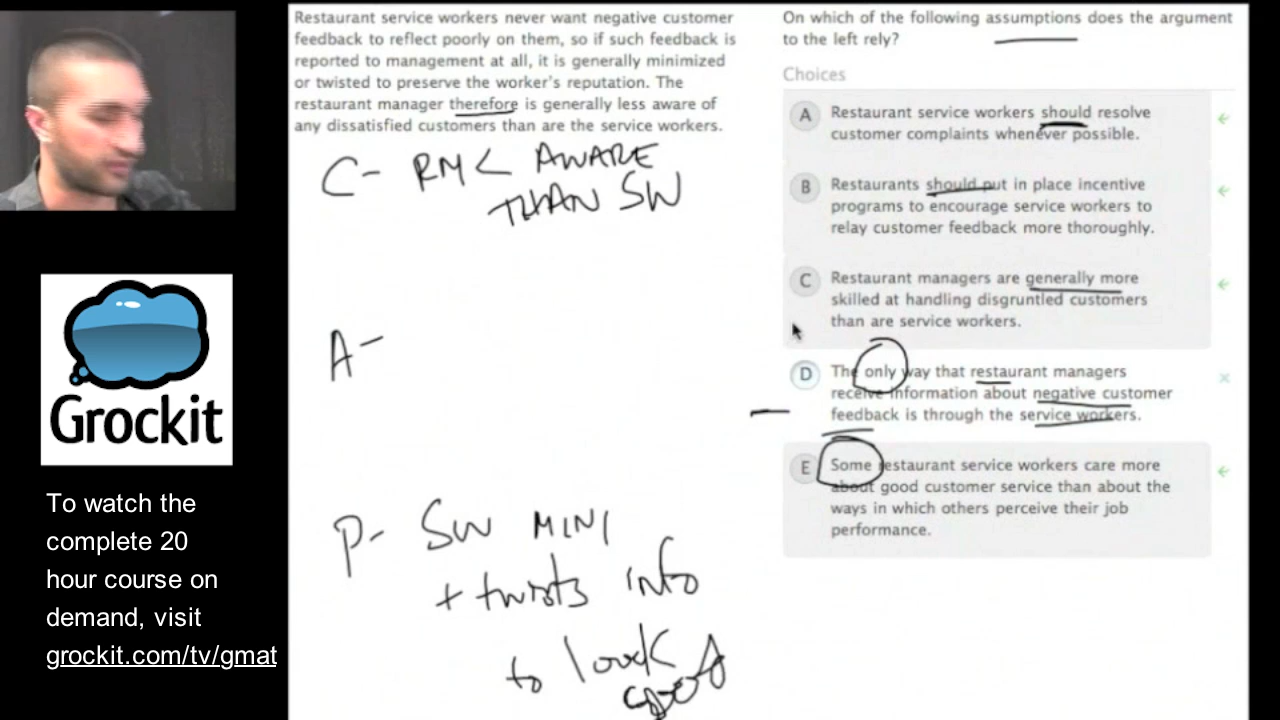 Restaurant service workers never want negative customer
feedback to reflect poorly on them, so if such feedback is
reported to management at all, it is generally minimized
or twisted to preserve the worker's reputation. The
restaurant manager therefore is generally less aware of
any dissatisfied customers than are the service workers.
C- RM < AWARE
THAN SW
A-
P- SW MINI
+ twists info
to look
good
On which of the following assumptions does the argument
to the left rely?
Choices
A Restaurant service workers should resolve
customer complaints whenever possible.
B Restaurants should put in place incentive
programs to encourage service workers to
relay customer feedback more thoroughly.
C Restaurant managers are generally more
skilled at handling disgruntled customers
than are service workers.
D The only way that restaurant managers
receive information about negative customer
feedback is through the service workers.
E Some restaurant service workers care more
about good customer service than about the
ways in which others perceive their job
performance.
Grockit
To watch the
complete 20
hour course on
demand, visit
grockit.com/tv/gmat